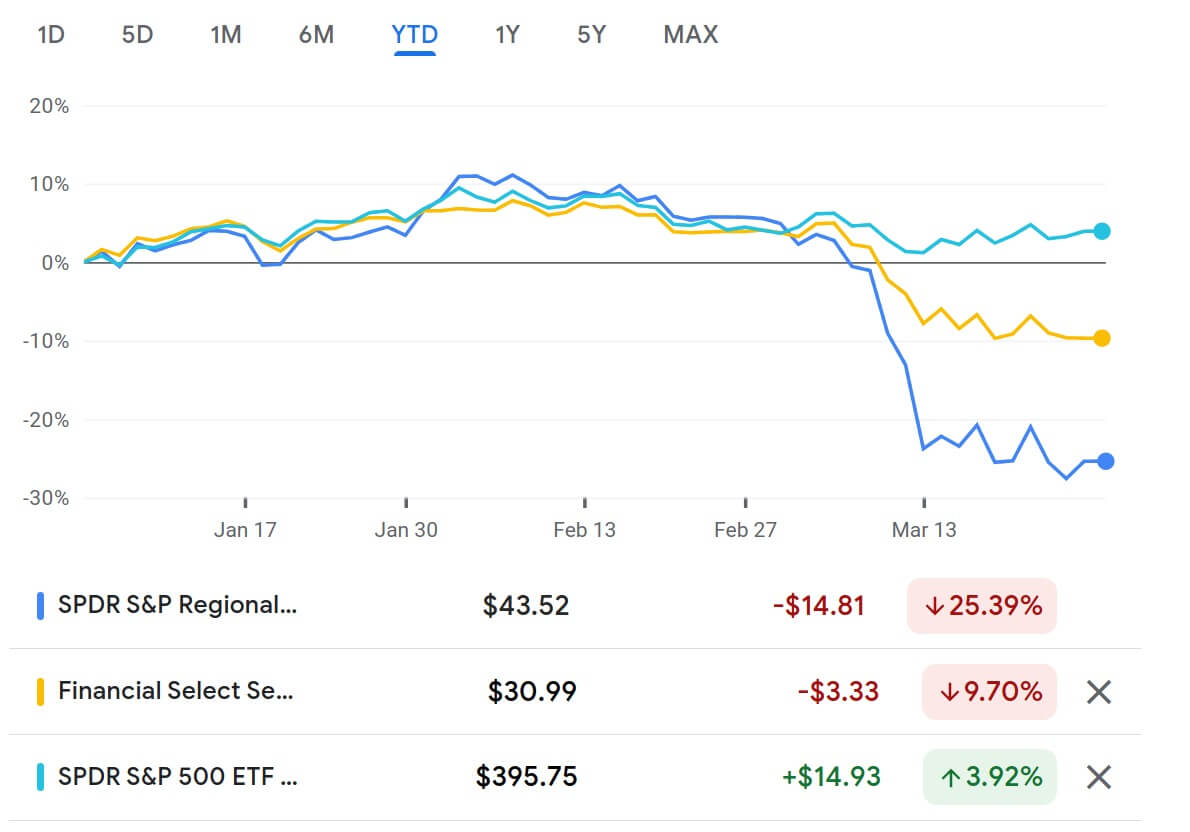 1D 5D 1M 6M YTD 1Y 5Y MAX
20%
10%
0%
-10%
-20%
-30%
Jan 17 Jan 30 Feb 13 Feb 27 Mar 13
SPDR S&P Regional... $43.52 -$14.81 ↓25.39%
Financial Select Se... $30.99 -$3.33 ↓9.70%
SPDR S&P 500 ETF ... $395.75 +$14.93 ↑3.92%